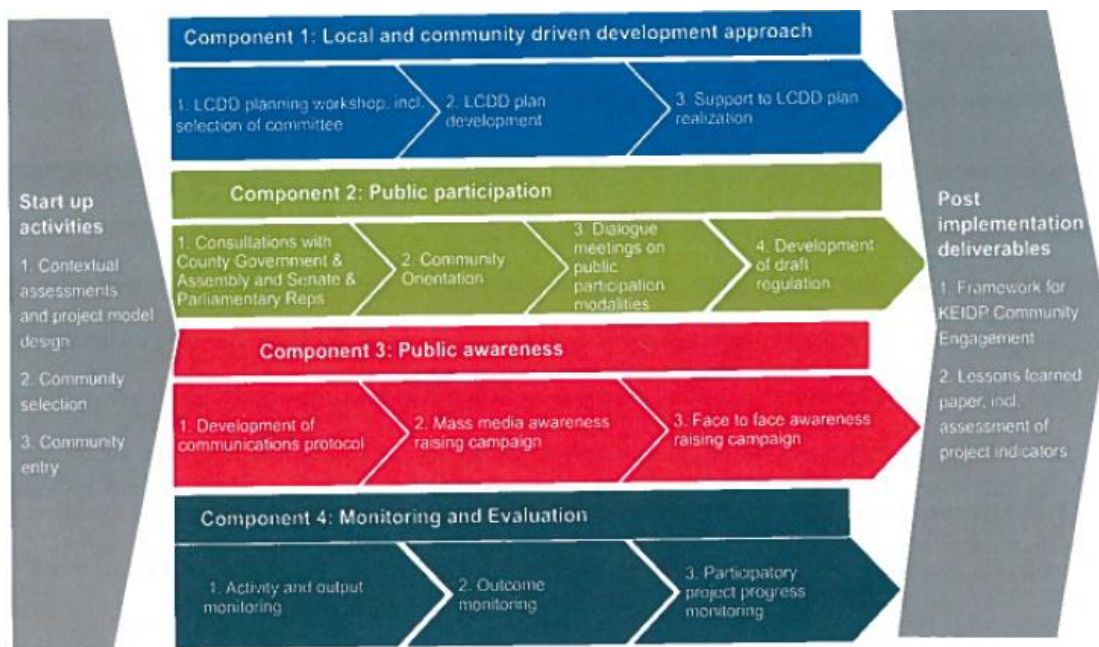 Start up
activities
1. Contextual
assessments
and project model
design
2. Community
selection
3. Community
entry
Component 1: Local and community driven development approach
1. LCDD planning workshop, incl.
selection of committee
2. LCDD plan
development
3. Support to LCDD plan
realization
Component 2: Public participation
1. Consultations with
County Government &
Assembly and Senate &
Parliamentary Reps
2. Community
Orientation
3. Dialogue
meetings on
public
participation
modalities
4. Development
of draft
regulation
Component 3: Public awareness
1. Development of
communications protocol
2. Mass media awareness
raising campaign
3. Face to face awareness
raising campaign
Component 4: Monitoring and Evaluation
1. Activity and output
monitoring
2. Outcome
monitoring
3. Participatory
project progress
monitoring
Post
implementation
deliverables
1. Framework for
KEIDP Community
Engagement
2. Lessons learned
paper, incl.
assessment of
project indicators